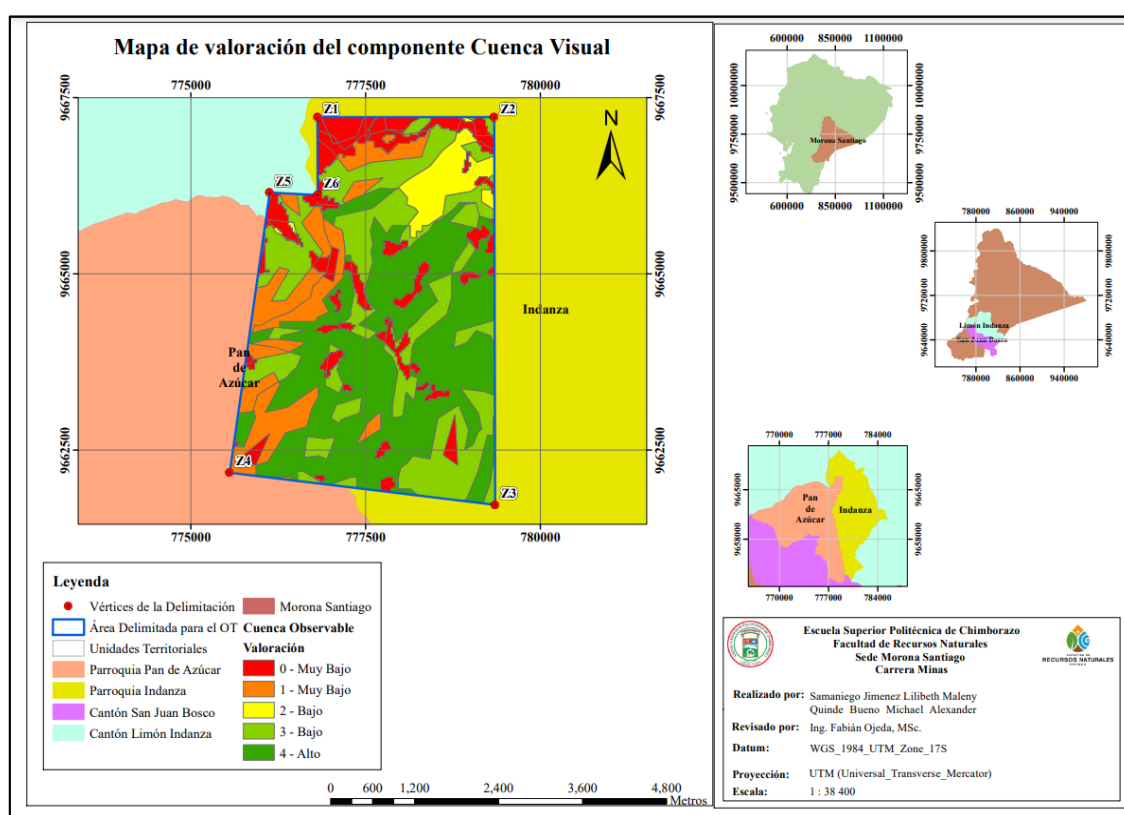 Mapa de valoración del componente Cuenca Visual
775000
777500
780000
9667500
9667500
Z1
Z2
N
Z5
Z6
9665000
9665000
Indanza
Pan
de
Azúcar
9662500
9662500
Z4
Z3
775000
777500
780000
Leyenda
Vértices de la Delimitación
Área Delimitada para el OT
Unidades Territoriales
Parroquia Pan de Azúcar
Parroquia Indanza
Cantón San Juan Bosco
Cantón Limón Indanza
Morona Santiago
Cuenca Observable
Valoración
0 - Muy Bajo
1 - Muy Bajo
2 - Bajo
3 - Bajo
4 - Alto
0 600 1,200 2,400 3,600 4,800
Metros
600000 850000 1100000
10000000
10000000
9750000
9750000
Morona Santiago
9500000
9500000
600000 850000 1100000
780000 860000 940000
9800000
9800000
9720000
9720000
Limón Indanza
San Juan Bosco
9640000
9640000
780000 860000 940000
770000 777000 784000
9665000
9665000
Pan
de
Azúcar
Indanza
9658000
9658000
770000 777000 784000
Escuela Superior Politécnica de Chimborazo
Facultad de Recursos Naturales
Sede Morona Santiago
Carrera Minas
RECURSOS NATURALES
Realizado por: Samaniego Jimenez Lilibeth Maleny
Quinde Bueno Michael Alexander
Revisado por: Ing. Fabián Ojeda, MSc.
Datum: WGS_1984_UTM_Zone_17S
Proyección: UTM (Universal_Transverse_Mercator)
Escala: 1 : 38 400